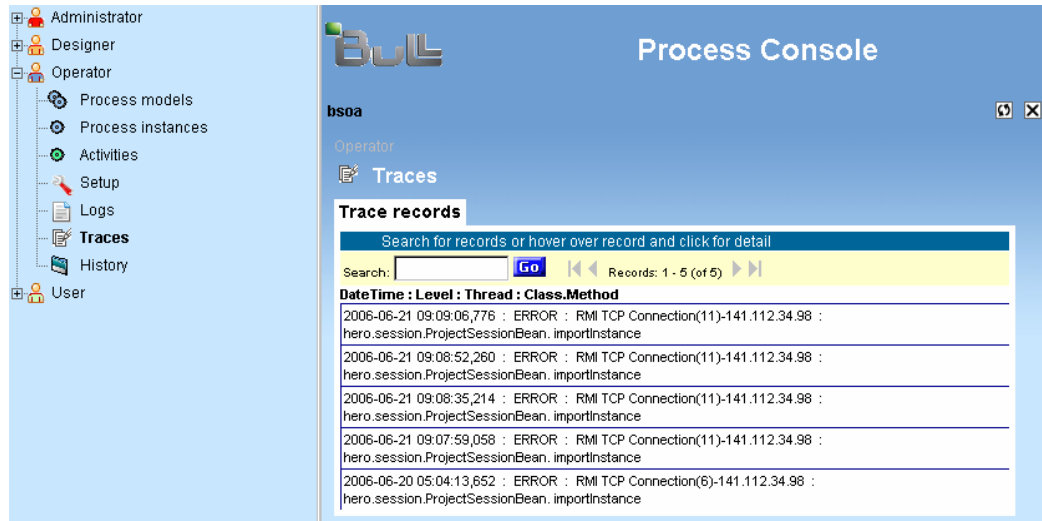 Administrator
Designer
Operator
Process models
Process instances
Activities
Setup
Logs
Traces
History
User
Bull
Process Console
bsoa
Operator
Traces
Trace records
Search for records or hover over record and click for detail
Search: Go Records: 1 - 5 (of 5)
DateTime : Level : Thread : Class.Method
2006-06-21 09:09:06,776 : ERROR : RMI TCP Connection(11)-141.112.34.98 :
hero.session.ProjectSessionBean. importInstance
2006-06-21 09:08:52,260 : ERROR : RMI TCP Connection(11)-141.112.34.98 :
hero.session.ProjectSessionBean. importInstance
2006-06-21 09:08:35,214 : ERROR : RMI TCP Connection(11)-141.112.34.98 :
hero.session.ProjectSessionBean. importInstance
2006-06-21 09:07:59,058 : ERROR : RMI TCP Connection(11)-141.112.34.98 :
hero.session.ProjectSessionBean. importInstance
2006-06-20 05:04:13,652 : ERROR : RMI TCP Connection(6)-141.112.34.98 :
hero.session.ProjectSessionBean. importInstance